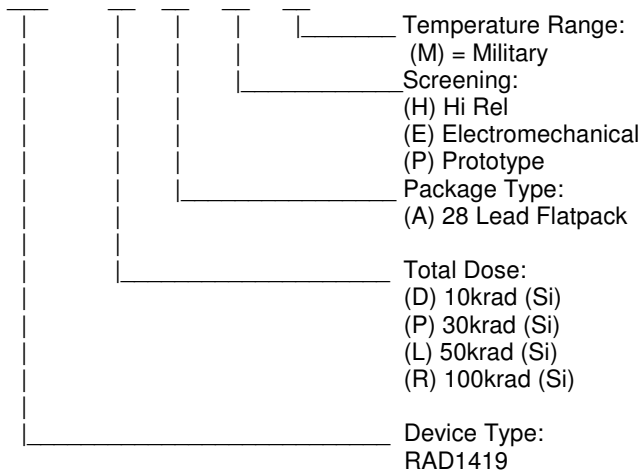 Temperature Range:
(M) = Military
Screening:
(H) Hi Rel
(E) Electromechanical
(P) Prototype
Package Type:
(A) 28 Lead Flatpack
Total Dose:
(D) 10krad (Si)
(P) 30krad (Si)
(L) 50krad (Si)
(R) 100krad (Si)
Device Type:
RAD1419